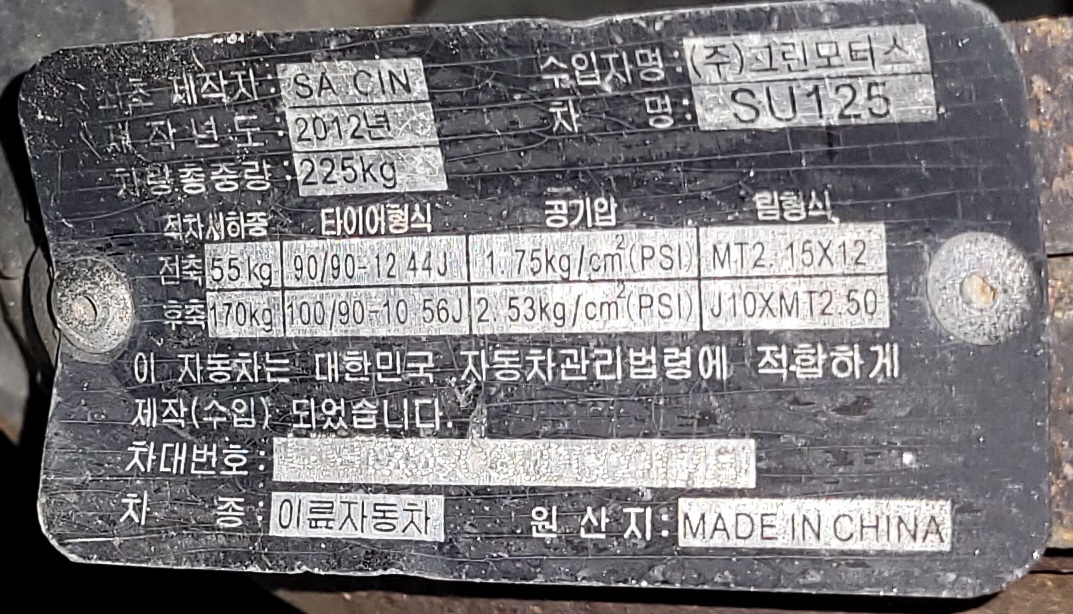 최초 제작자: SA CIN 수입자명: (주)그린모터스
제작년도: 2012년 차 명: SU125
차량총중량: 225kg
적차시하중 타이어형식 공기압 림형식
전축 55kg 90/90-12 44J 1.75kg/cm²(PSI) MT2.15X12
후축 170kg 100/90-10 56J 2.53kg/cm²(PSI) J10XMT2.50
이 자동차는 대한민국 자동차관리법령에 적합하게
제작(수입) 되었습니다.
차대번호:
차 종: 이륜자동차 원산지: MADE IN CHINA